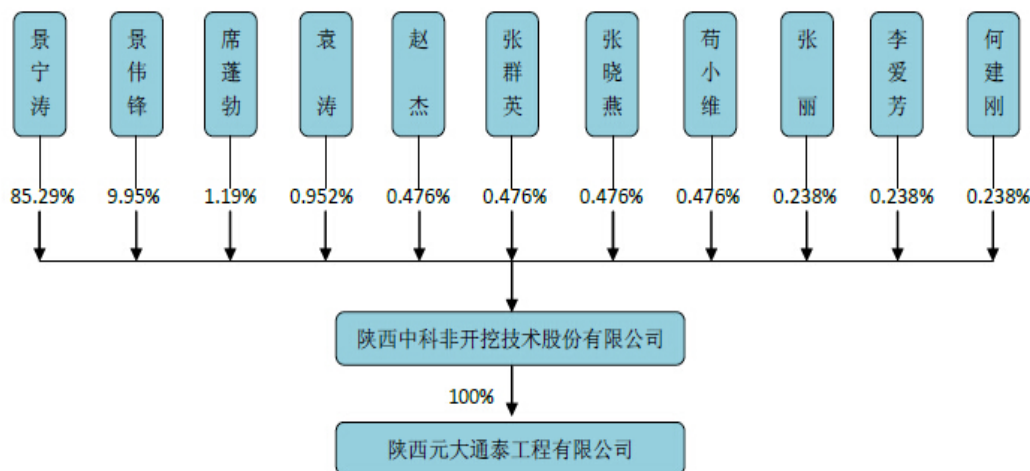 景宁涛
景伟锋
席蓬勃
袁涛
赵杰
张群英
张晓燕
苟小维
张丽
李爱芳
何建刚
85.29%
9.95%
1.19%
0.952%
0.476%
0.476%
0.476%
0.476%
0.238%
0.238%
0.238%
陕西中科非开挖技术股份有限公司
100%
陕西元大通泰工程有限公司